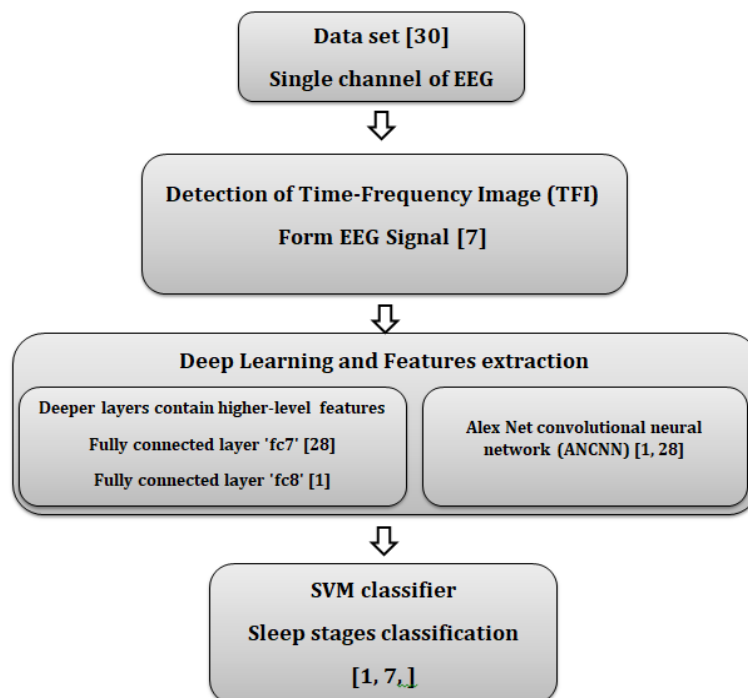 Data set [30]
Single channel of EEG
Detection of Time-Frequency Image (TFI)
Form EEG Signal [7]
Deep Learning and Features extraction
Deeper layers contain higher-level features
Fully connected layer 'fc7' [28]
Fully connected layer 'fc8' [1]
Alex Net convolutional neural
network (ANCNN) [1, 28]
SVM classifier
Sleep stages classification
[1, 7, ]